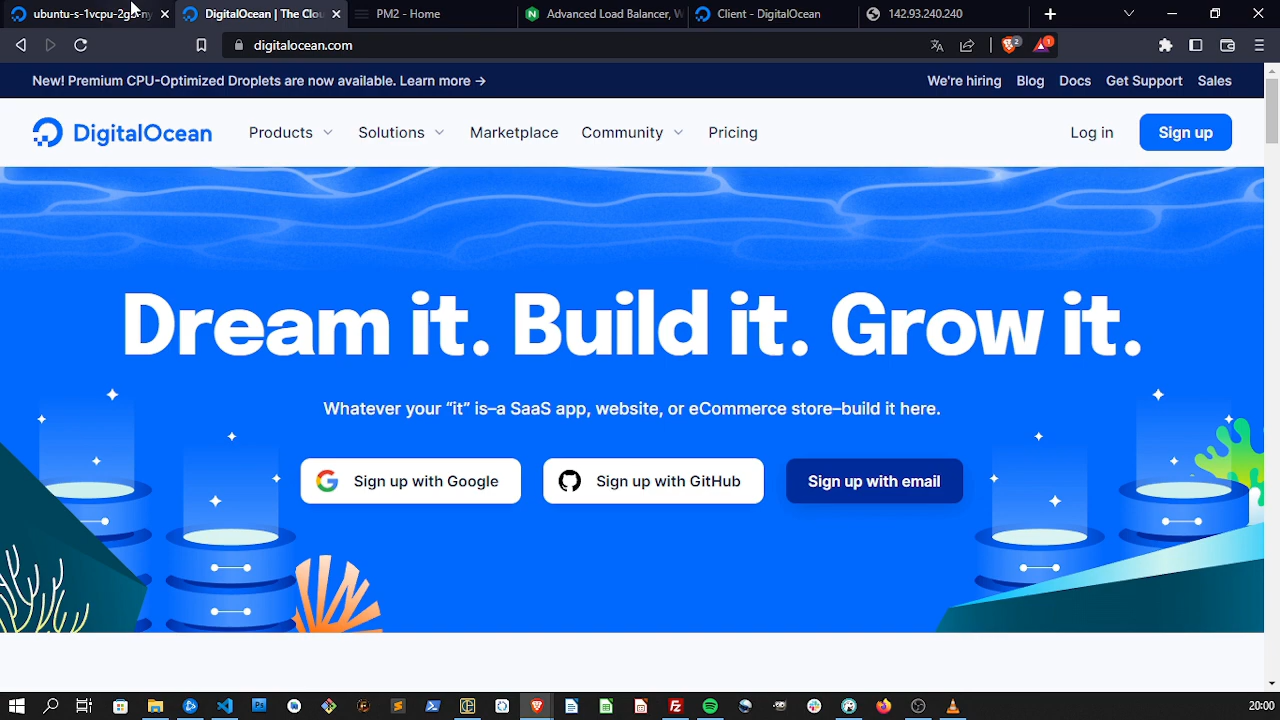 ubuntu-s-1vcpu-2gb-ny
DigitalOcean | The Clou
PM2 - Home
Advanced Load Balancer, W
Client - DigitalOcean
142.93.240.240
digitalocean.com
2
1
New! Premium CPU-Optimized Droplets are now available. Learn more →
We're hiring
Blog
Docs
Get Support
Sales
DigitalOcean
Products
Solutions
Marketplace
Community
Pricing
Log in
Sign up
Dream it. Build it. Grow it.
Whatever your “it” is–a SaaS app, website, or eCommerce store–build it here.
Sign up with Google
Sign up with GitHub
Sign up with email
20:00